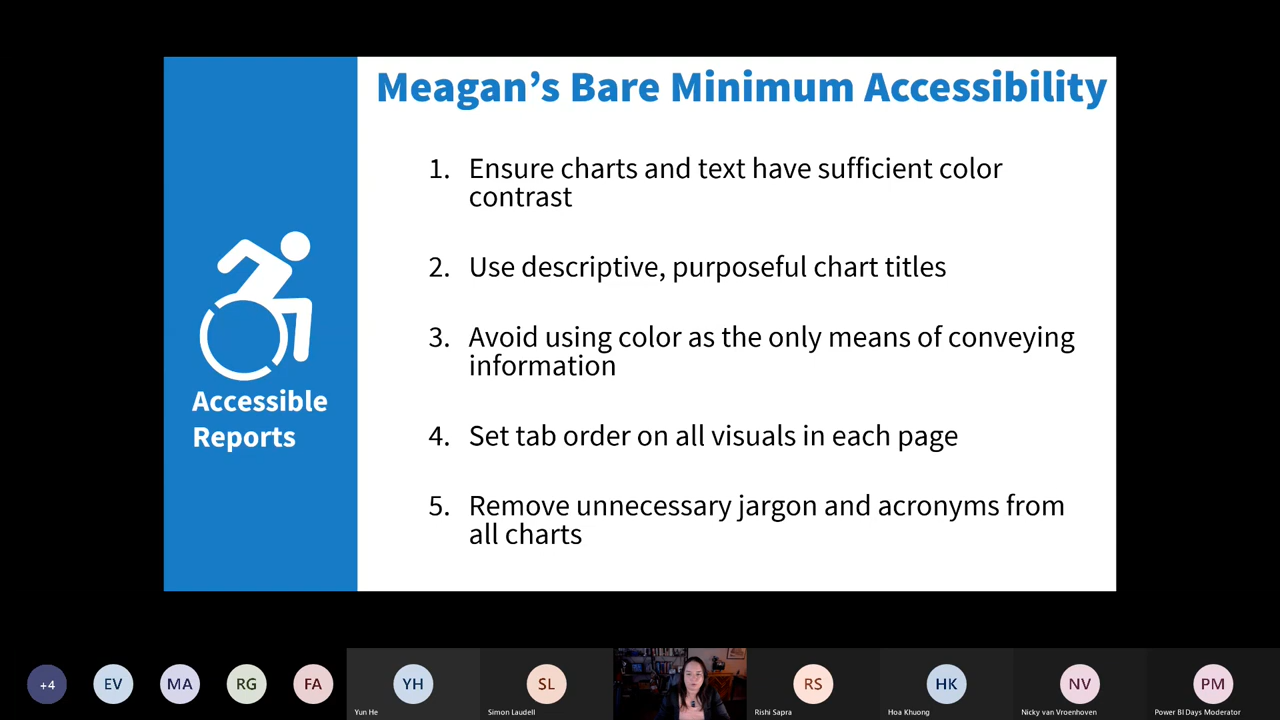 Meagan’s Bare Minimum Accessibility
1. Ensure charts and text have sufficient color
contrast
2. Use descriptive, purposeful chart titles
3. Avoid using color as the only means of conveying
information
4. Set tab order on all visuals in each page
5. Remove unnecessary jargon and acronyms from
all charts
Accessible
Reports
+4
EV
MA
RG
FA
YH
Yun He
SL
Simon Laudell
RS
Rishi Sapra
HK
Hoa Khuong
NV
Nicky van Vroenhoven
PM
Power BI Days Moderator